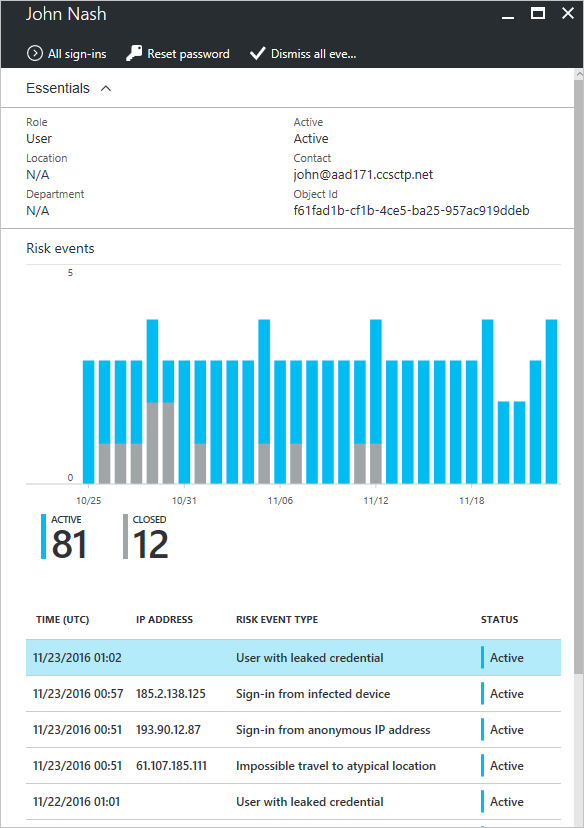 John Nash
All sign-ins Reset password Dismiss all eve...
Essentials
Role Active
User Active
Location Contact
N/A john@aad171.ccsctp.net
Department Object Id
N/A f61fad1b-cf1b-4ce5-ba25-957ac919ddeb
Risk events
5
0
10/25 10/31 11/06 11/12 11/18
ACTIVE CLOSED
81 12
TIME (UTC) IP ADDRESS RISK EVENT TYPE STATUS
11/23/2016 01:02 User with leaked credential Active
11/23/2016 00:57 185.2.138.125 Sign-in from infected device Active
11/23/2016 00:51 193.90.12.87 Sign-in from anonymous IP address Active
11/23/2016 00:51 61.107.185.111 Impossible travel to atypical location Active
11/22/2016 01:01 User with leaked credential Active